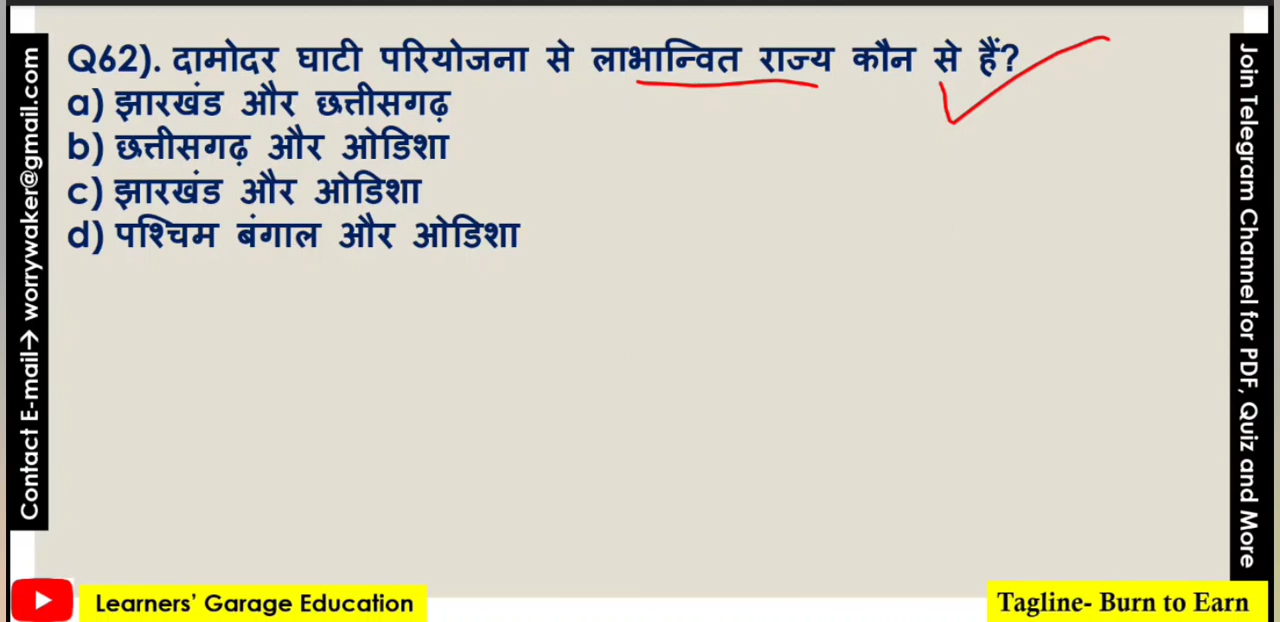 Q62). दामोदर घाटी परियोजना से लाभान्वित राज्य कौन से हैं?
a) झारखंड और छत्तीसगढ़
b) छत्तीसगढ़ और ओडिशा
c) झारखंड और ओडिशा
d) पश्चिम बंगाल और ओडिशा
Contact E-mail→ worrywaker@gmail.com
Join Telegram Channel for PDF, Quiz and More
Learners’ Garage Education
Tagline- Burn to Earn